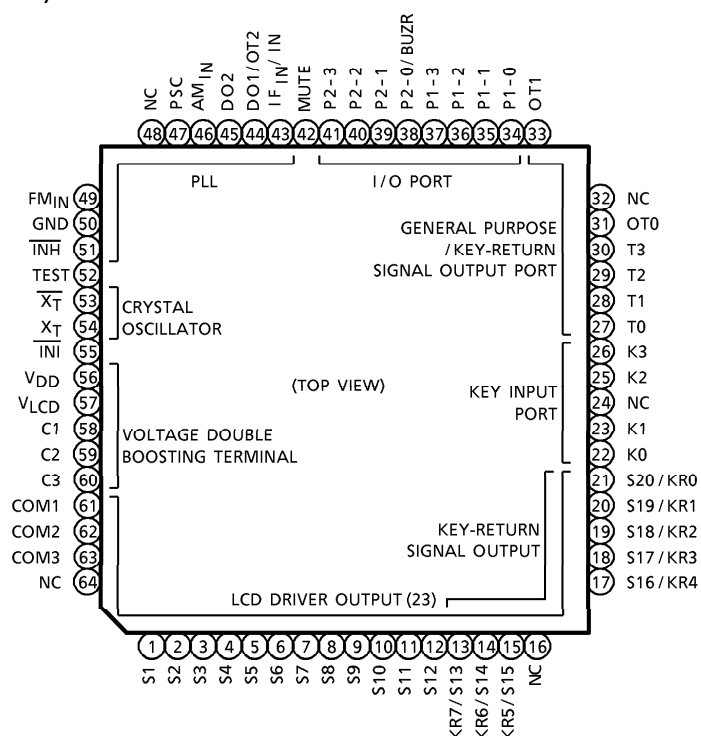 NC
PSC
AMIN
DO2
DO1/OT2
IFIN/IN
MUTE
P2-3
P2-2
P2-1
P2-0/BUZR
P1-3
P1-2
P1-1
P1-0
OT1
48 47 46 45 44 43 42 41 40 39 38 37 36 35 34 33
PLL
I/O PORT
FMIN 49
GND 50
INH 51
TEST 52
XT 53
XT 54
INI 55
VDD 56
VLCD 57
C1 58
C2 59
C3 60
COM1 61
COM2 62
COM3 63
NC 64
CRYSTAL
OSCILLATOR
VOLTAGE DOUBLE
BOOSTING TERMINAL
(TOP VIEW)
GENERAL PURPOSE
/KEY-RETURN
SIGNAL OUTPUT PORT
KEY INPUT
PORT
KEY-RETURN
SIGNAL OUTPUT
LCD DRIVER OUTPUT (23)
32 NC
31 OT0
30 T3
29 T2
28 T1
27 T0
26 K3
25 K2
24 NC
23 K1
22 K0
21 S20/KR0
20 S19/KR1
19 S18/KR2
18 S17/KR3
17 S16/KR4
1 2 3 4 5 6 7 8 9 10 11 12 13 14 15 16
S1
S2
S3
S4
S5
S6
S7
S8
S9
S10
S11
S12
KR7/S13
KR6/S14
KR5/S15
NC